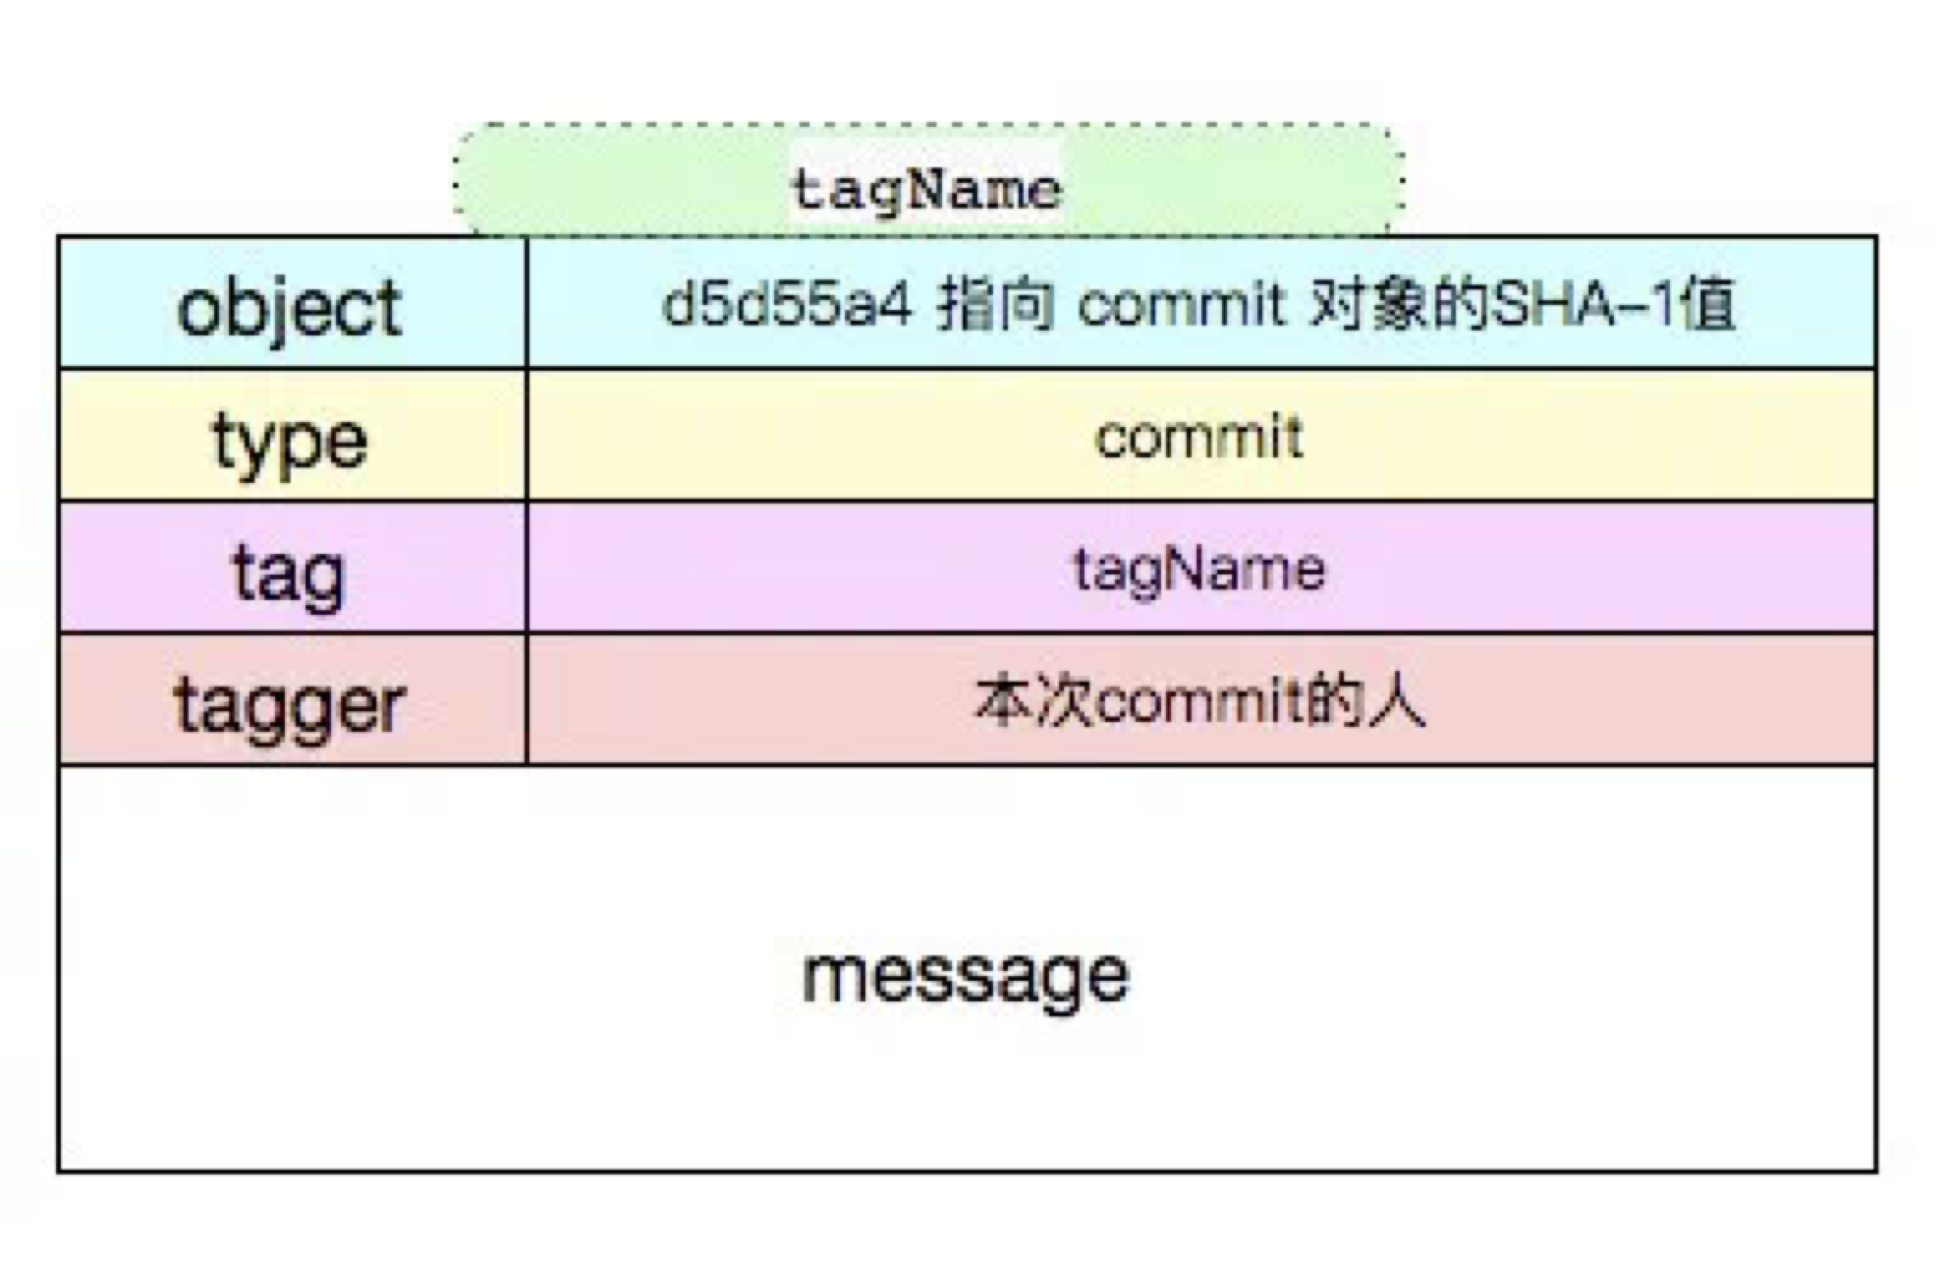 tagName
object
d5d55a4 指向 commit 对象的SHA-1值
type
commit
tag
tagName
tagger
本次commit的人
message